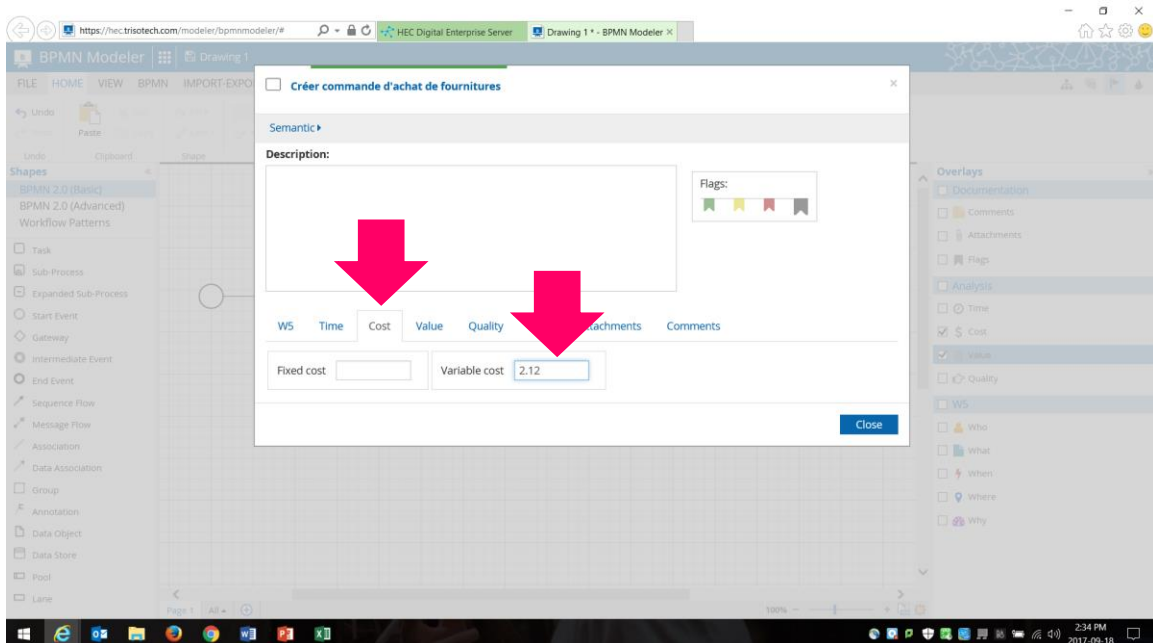 https://hec.trisotech.com/modeler/bpmnmodeler/#
HEC Digital Enterprise Server
Drawing 1 * - BPMN Modeler ×
BPMN Modeler
Drawing 1
FILE HOME VIEW BPMN IMPORT-EXPO
Undo
Paste
Undo Clipboard Shape
Shapes
BPMN 2.0 (Basic)
BPMN 2.0 (Advanced)
Workflow Patterns
Task
Sub-Process
Expanded Sub-Process
Start Event
Gateway
Intermediate Event
End Event
Sequence Flow
Message Flow
Association
Data Association
Group
Annotation
Data Object
Data Store
Pool
Lane
Créer commande d'achat de fournitures
Semantic
Description:
Flags:
W5 Time Cost Value Quality tachments Comments
Fixed cost
Variable cost 2.12
Close
Overlays
Documentation
Comments
Attachments
Flags
Analysis
Time
$ Cost
Value
Quality
W5
Who
What
When
Where
Why
Page 1 All
100%
2:34 PM
2017-09-18